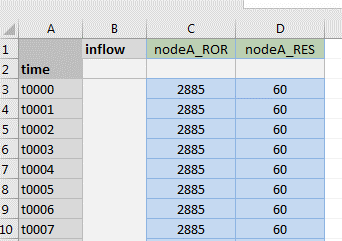 A B C D
1 inflow nodeA_ROR nodeA_RES
2 time
3 t0000 2885 60
4 t0001 2885 60
5 t0002 2885 60
6 t0003 2885 60
7 t0004 2885 60
8 t0005 2885 60
9 t0006 2885 60
10 t0007 2885 60